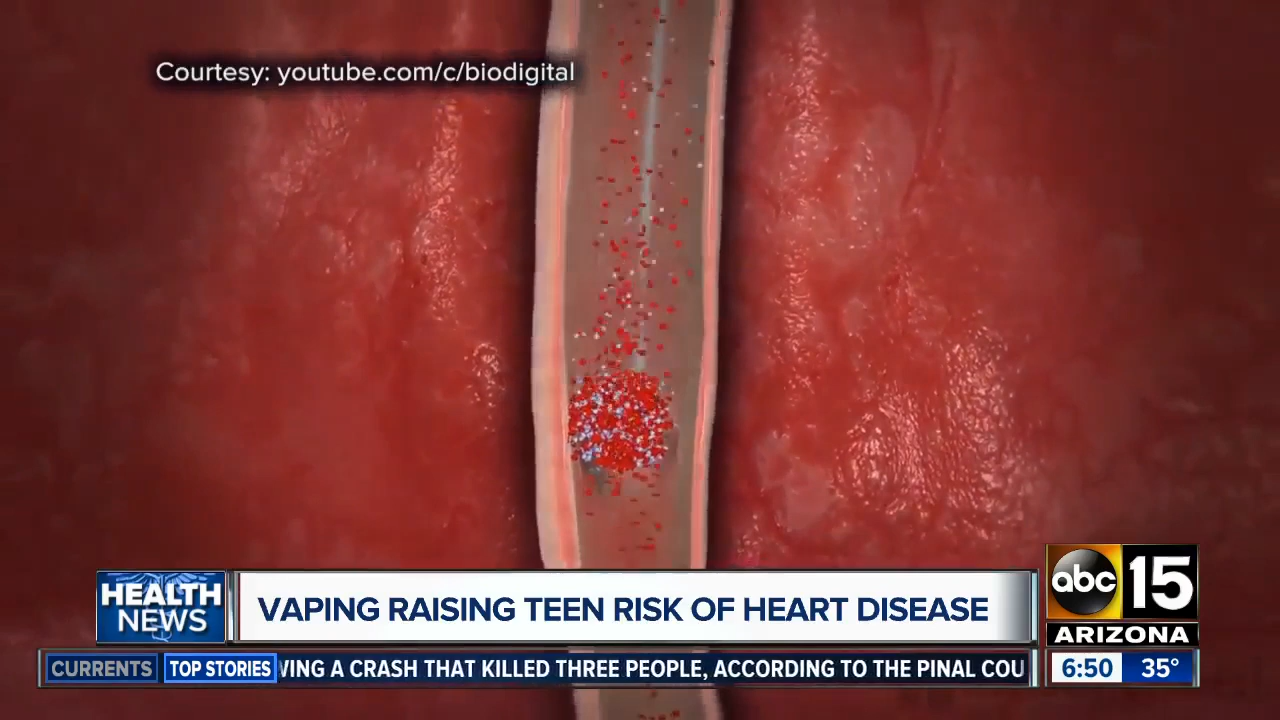 Courtesy: youtube.com/c/biodigital
HEALTH
NEWS
VAPING RAISING TEEN RISK OF HEART DISEASE
abc 15
ARIZONA
CURRENTS
TOP STORIES
WING A CRASH THAT KILLED THREE PEOPLE, ACCORDING TO THE PINAL COU
6:50
35°